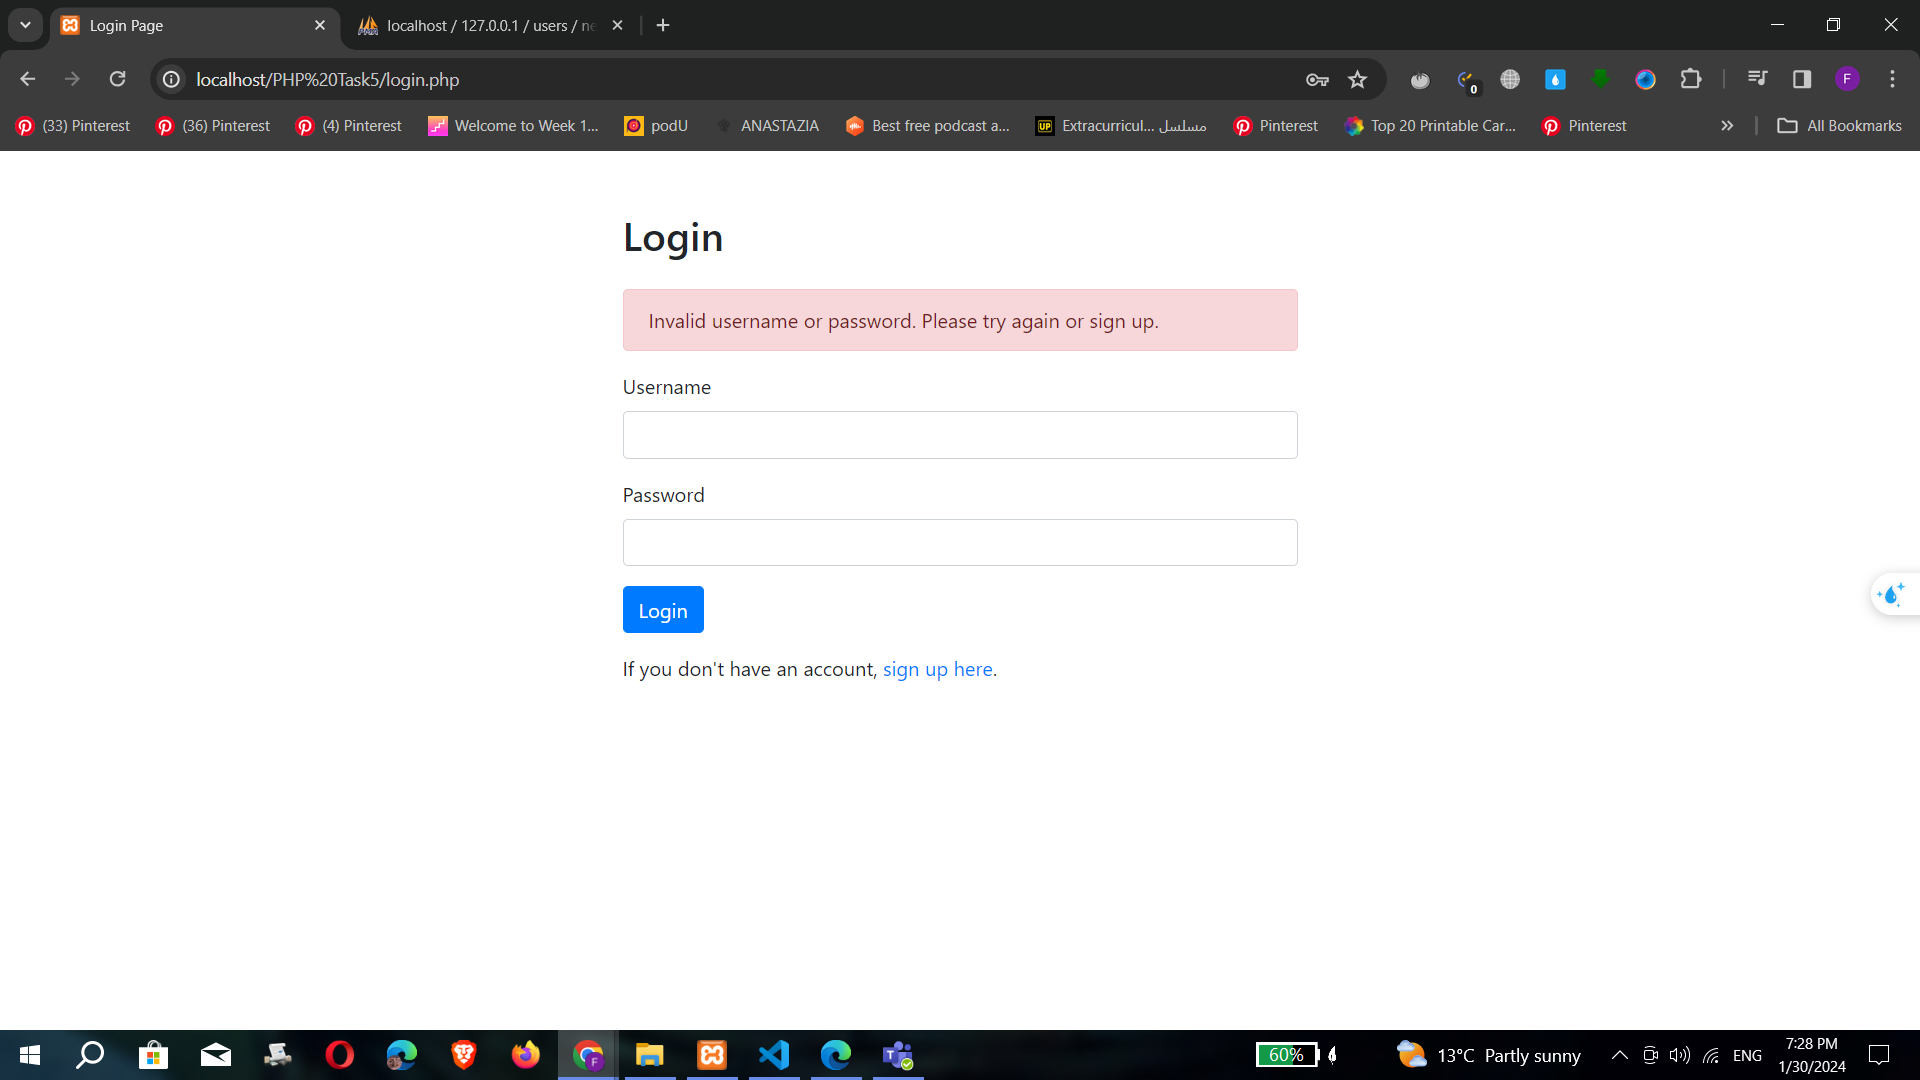 Login Page
localhost / 127.0.0.1 / users / ne
localhost/PHP%20Task5/login.php
0
F
(33) Pinterest
(36) Pinterest
(4) Pinterest
Welcome to Week 1...
podU
ANASTAZIA
Best free podcast a...
UP
Extracurricul... مسلسل
Pinterest
Top 20 Printable Car...
Pinterest
All Bookmarks
Login
Invalid username or password. Please try again or sign up.
Username
Password
Login
If you don't have an account, sign up here.
F
60%
13°C Partly sunny
ENG
7:28 PM
1/30/2024